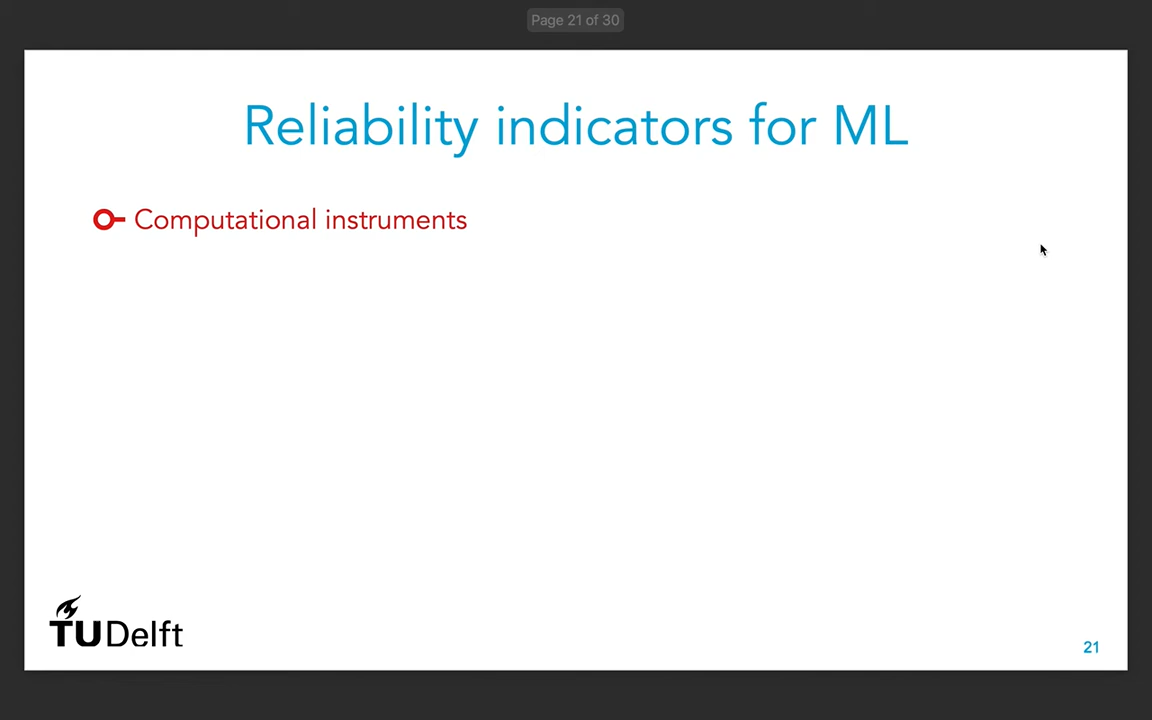 Page 21 of 30
Reliability indicators for ML
Computational instruments
TUDelft
21